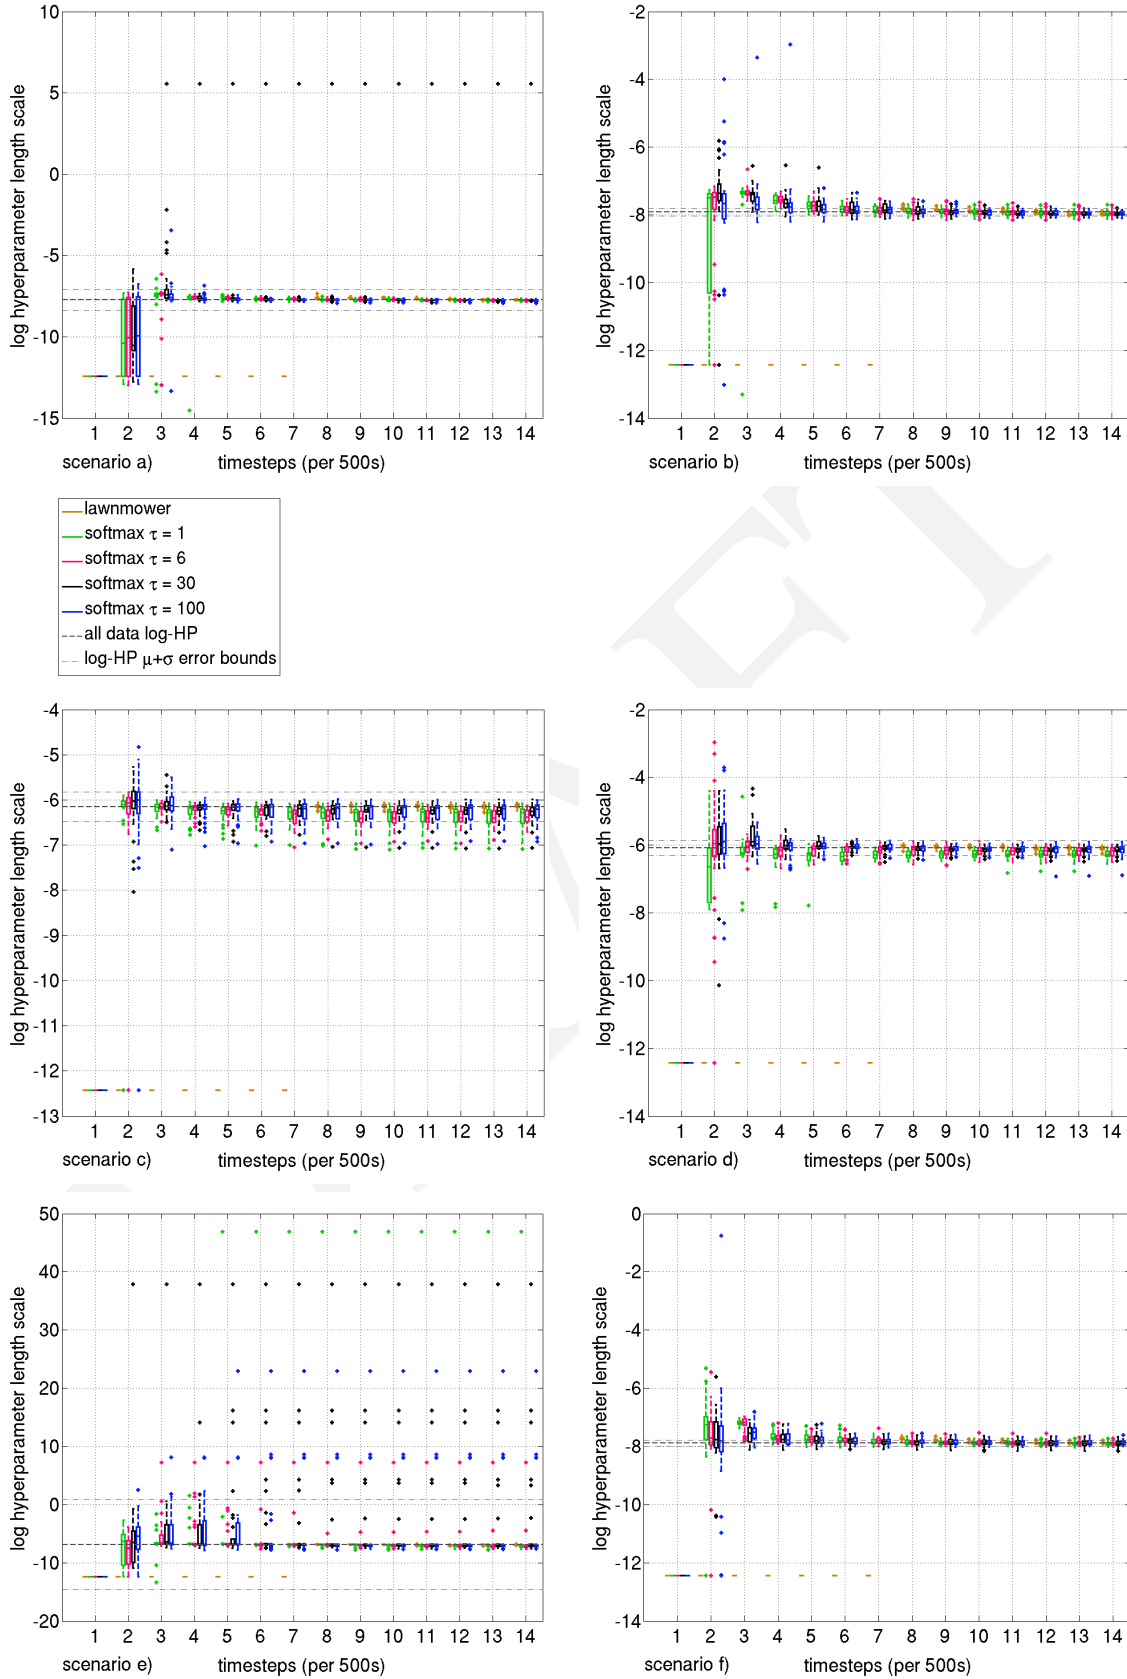 10
5
0
-5
-10
-15
log hyperparameter length scale
1 2 3 4 5 6 7 8 9 10 11 12 13 14
scenario a) timesteps (per 500s)
-2
-4
-6
-8
-10
-12
-14
log hyperparameter length scale
1 2 3 4 5 6 7 8 9 10 11 12 13 14
scenario b) timesteps (per 500s)
lawnmower
softmax τ = 1
softmax τ = 6
softmax τ = 30
softmax τ = 100
all data log-HP
log-HP μ+σ error bounds
-4
-5
-6
-7
-8
-9
-10
-11
-12
-13
log hyperparameter length scale
1 2 3 4 5 6 7 8 9 10 11 12 13 14
scenario c) timesteps (per 500s)
-2
-4
-6
-8
-10
-12
-14
log hyperparameter length scale
1 2 3 4 5 6 7 8 9 10 11 12 13 14
scenario d) timesteps (per 500s)
50
40
30
20
10
0
-10
-20
log hyperparameter length scale
1 2 3 4 5 6 7 8 9 10 11 12 13 14
scenario e) timesteps (per 500s)
0
-2
-4
-6
-8
-10
-12
-14
log hyperparameter length scale
1 2 3 4 5 6 7 8 9 10 11 12 13 14
scenario f) timesteps (per 500s)